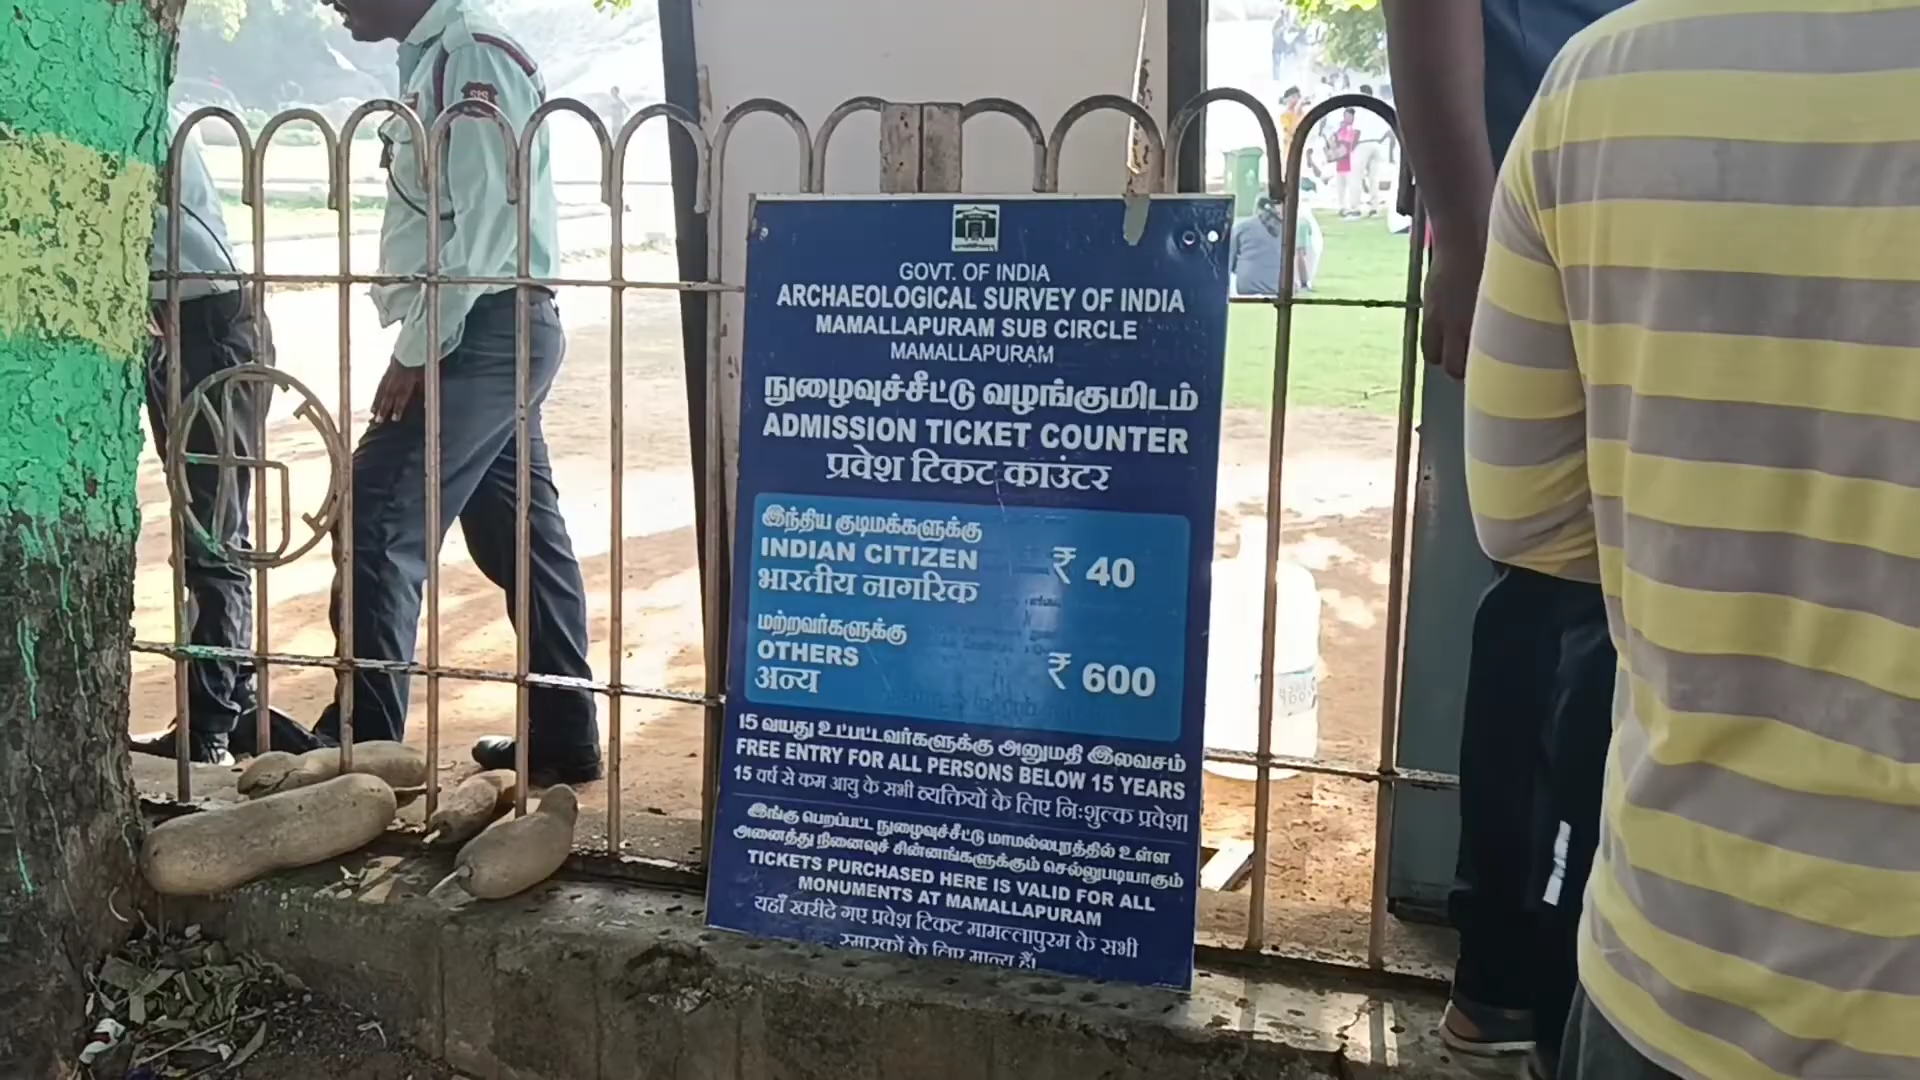 SIS
GOVT. OF INDIA
ARCHAEOLOGICAL SURVEY OF INDIA
MAMALLAPURAM SUB CIRCLE
MAMALLAPURAM
நுழைவுச்சீட்டு வழங்குமிடம்
ADMISSION TICKET COUNTER
प्रवेश टिकट काउंटर
இந்திய குடிமக்களுக்கு
INDIAN CITIZEN ₹ 40
भारतीय नागरिक
மற்றவர்களுக்கு
OTHERS ₹ 600
अन्य
15 வயது உட்பட்டவர்களுக்கு அனுமதி இலவசம்
FREE ENTRY FOR ALL PERSONS BELOW 15 YEARS
15 वर्ष से कम आयु के सभी व्यक्तियों के लिए निःशुल्क प्रवेश।
இங்கு பெறப்பட்ட நுழைவுச்சீட்டு மாமல்லபுரத்தில் உள்ள
அனைத்து நினைவுச் சின்னங்களுக்கும் செல்லுபடியாகும்
TICKETS PURCHASED HERE IS VALID FOR ALL
MONUMENTS AT MAMALLAPURAM
यहाँ खरीदे गए प्रवेश टिकट मामल्लापुरम के सभी
स्मारकों के लिए मान्य हैं।